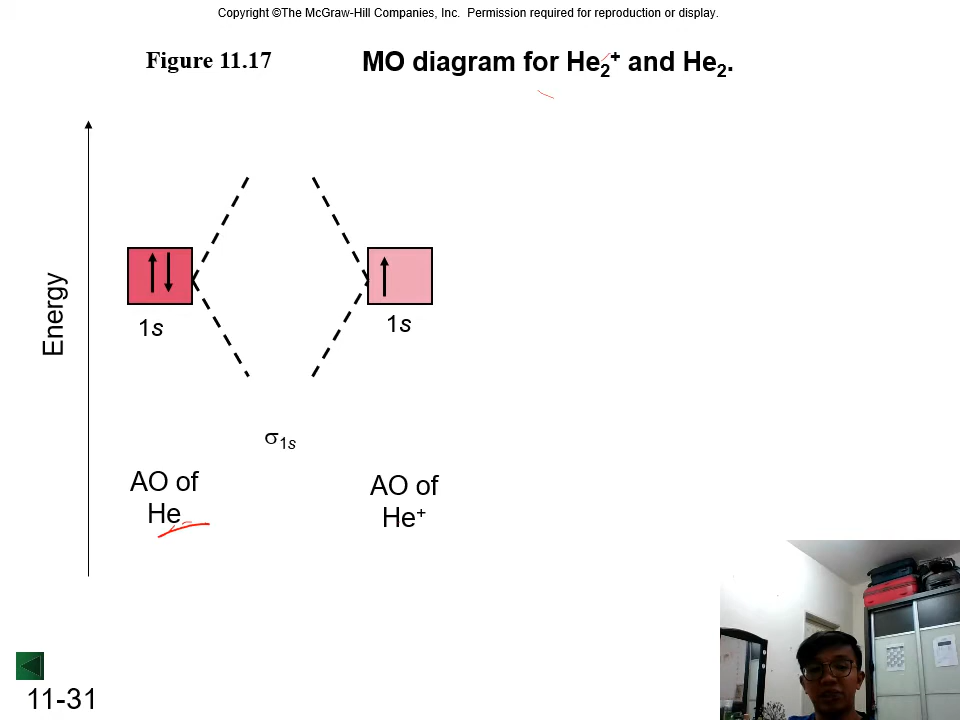 Copyright ©The McGraw-Hill Companies, Inc. Permission required for reproduction or display.
Figure 11.17
MO diagram for He₂⁺ and He₂.
Energy
1s
1s
σ1s
AO of
He
AO of
He⁺
11-31